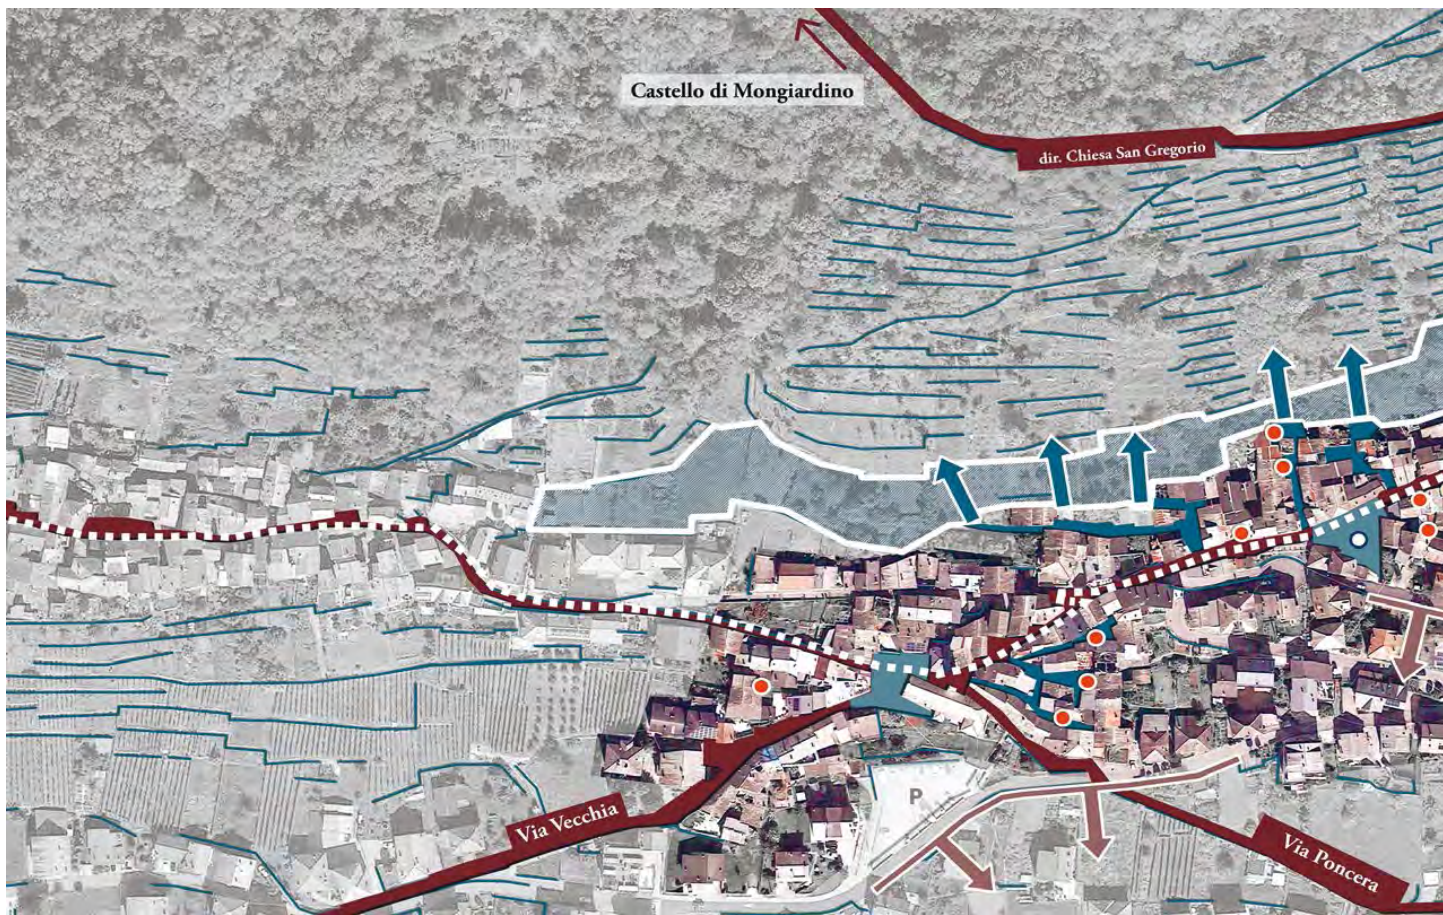 Castello di Mongiardino
dir. Chiesa San Gregorio
P
Via Vecchia
Via Poncera